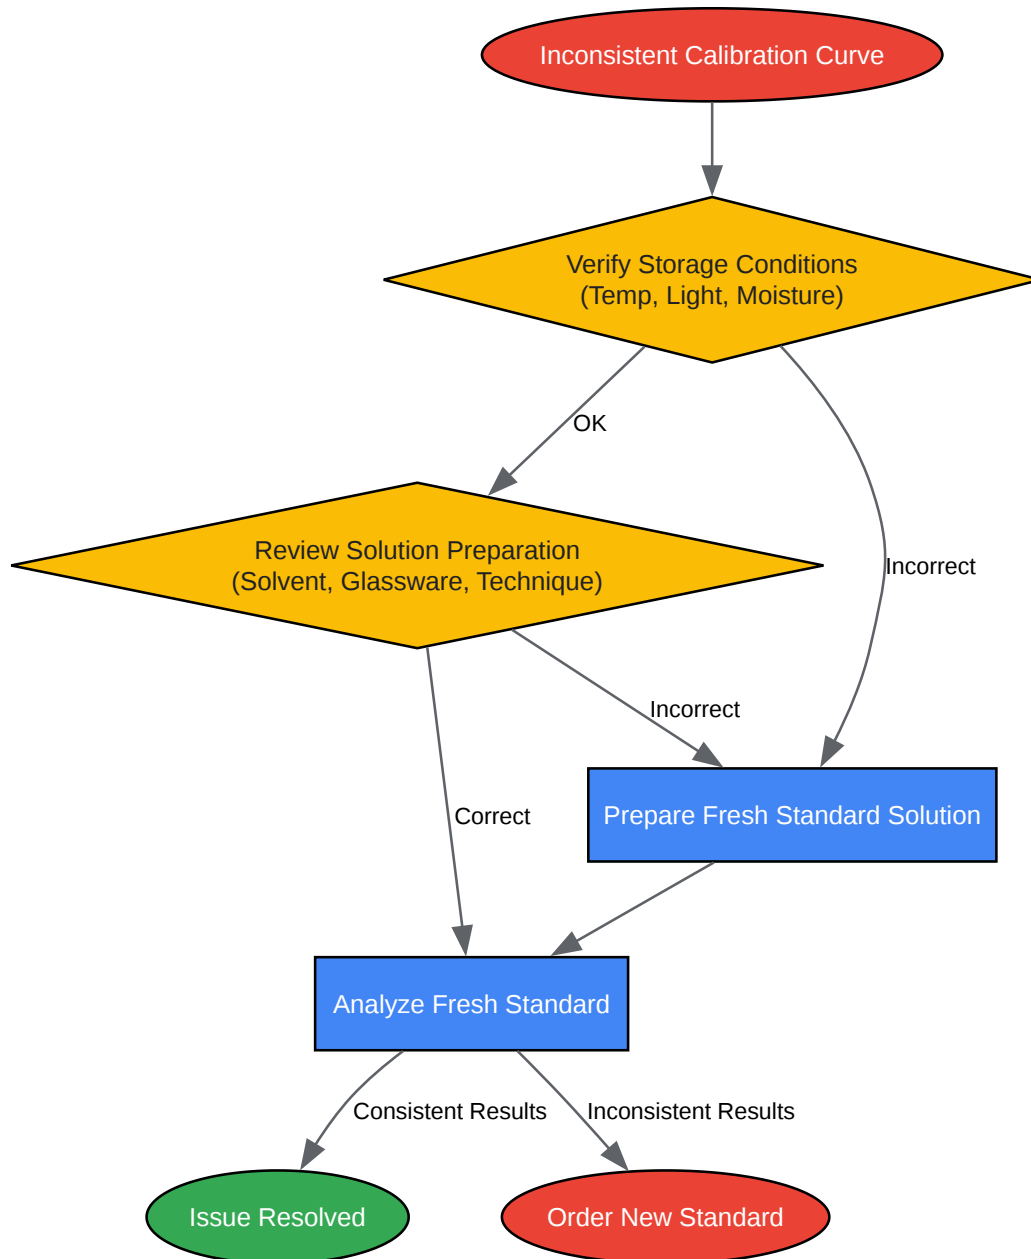 Inconsistent Calibration Curve
Verify Storage Conditions
(Temp, Light, Moisture)
OK
Review Solution Preparation
(Solvent, Glassware, Technique)
Incorrect
Incorrect
Correct
Prepare Fresh Standard Solution
Analyze Fresh Standard
Consistent Results
Inconsistent Results
Issue Resolved
Order New Standard